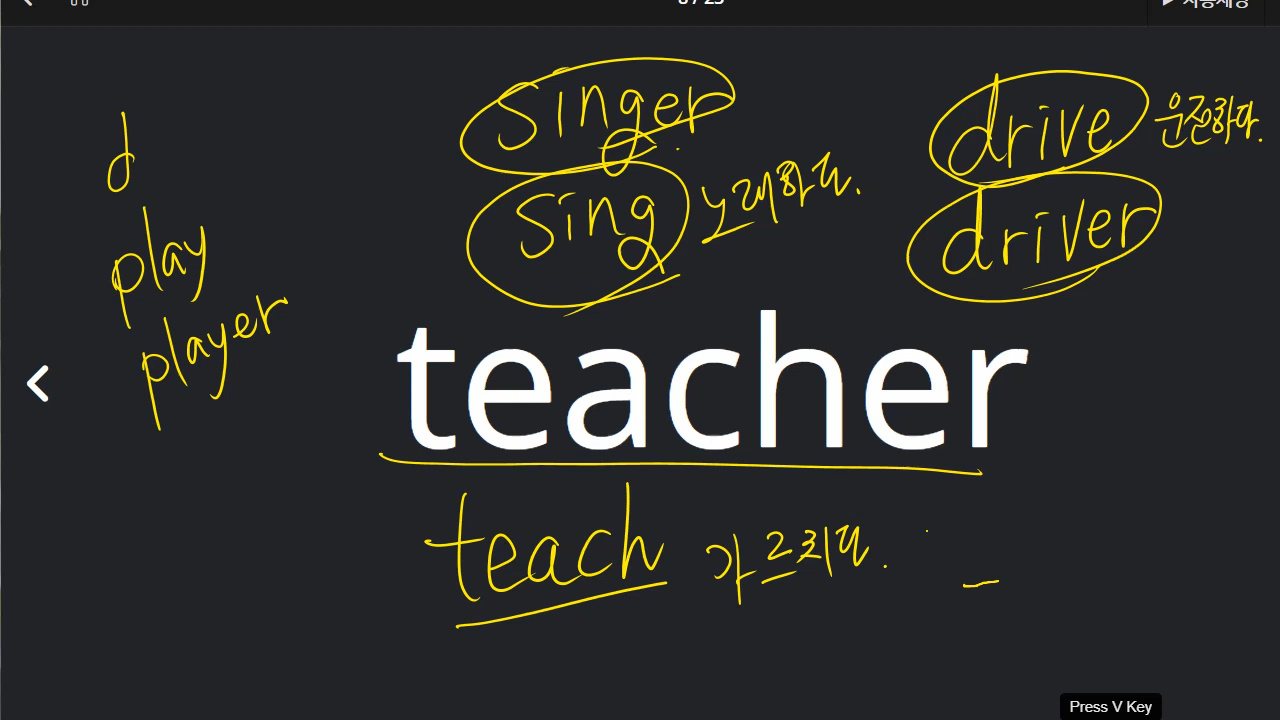 singer
drive 운전하다.
d
sing 노래하다.
driver
play
player
teacher
teach 가르치다.
Press V Key